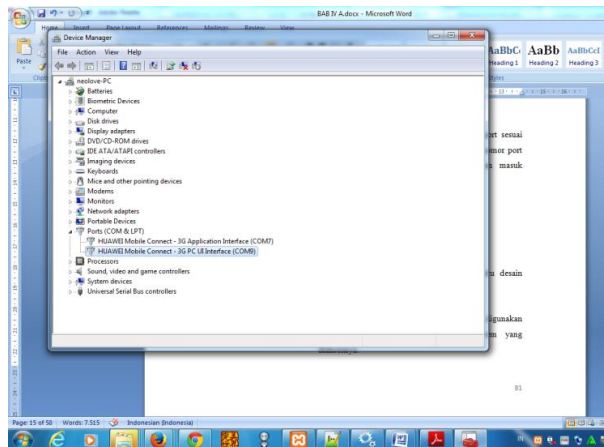 BAB IV A.docx - Microsoft Word
Home Insert Page Layout References Mailings Review View
Paste
Device Manager
File Action View Help
neolove-PC
Batteries
Biometric Devices
Computer
Disk drives
Display adapters
DVD/CD-ROM drives
IDE ATA/ATAPI controllers
Imaging devices
Keyboards
Mice and other pointing devices
Modems
Monitors
Network adapters
Portable Devices
Ports (COM & LPT)
HUAWEI Mobile Connect - 3G Application Interface (COM7)
HUAWEI Mobile Connect - 3G PC UI Interface (COM9)
Processors
Sound, video and game controllers
System devices
Universal Serial Bus controllers
AaBbC AaBb AaBbCcI
Heading 1 Heading 2 Heading 3
sesuai
port
masuk
desain
yang
81
Page: 15 of 50 Words: 7.515 Indonesian (Indonesia)
IN